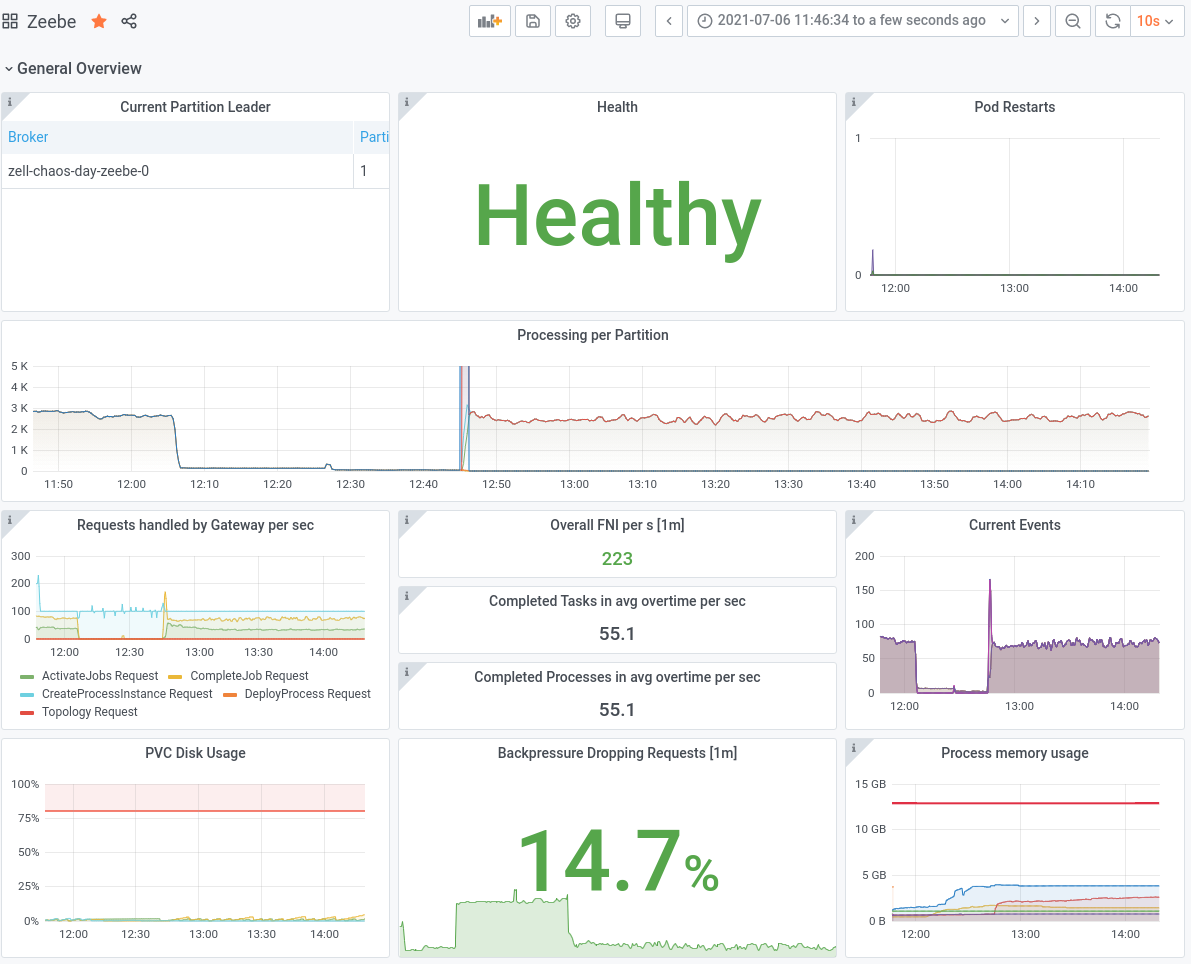 Zeebe
2021-07-06 11:46:34 to a few seconds ago
10s
General Overview
Current Partition Leader
Broker Parti
zell-chaos-day-zeebe-0 1
Health
Healthy
Pod Restarts
1
0
12:00 13:00 14:00
Processing per Partition
5 K
4 K
3 K
2 K
1 K
0
11:50 12:00 12:10 12:20 12:30 12:40 12:50 13:00 13:10 13:20 13:30 13:40 13:50 14:00 14:10
Requests handled by Gateway per sec
300
200
100
0
12:00 12:30 13:00 13:30 14:00
ActivateJobs Request CompleteJob Request
CreateProcessInstance Request DeployProcess Request
Topology Request
Overall FNI per s [1m]
223
Completed Tasks in avg overtime per sec
55.1
Completed Processes in avg overtime per sec
55.1
Current Events
200
150
100
50
0
12:00 13:00 14:00
PVC Disk Usage
100%
75%
50%
25%
0%
12:00 12:30 13:00 13:30 14:00
Backpressure Dropping Requests [1m]
14.7%
Process memory usage
15 GB
10 GB
5 GB
0 B
12:00 13:00 14:00